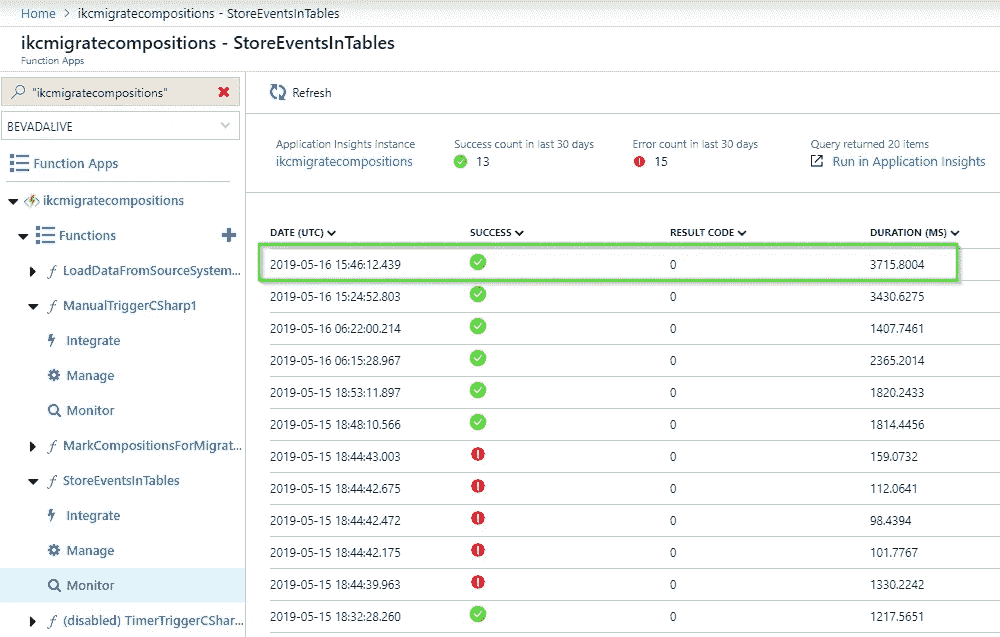 Home > ikcmigratecompositions - StoreEventsInTables
ikcmigratecompositions - StoreEventsInTables
Function Apps
"ikcmigratecompositions"
BEVADALIVE
Function Apps
ikcmigratecompositions
Functions
LoadDataFromSourceSystem...
ManualTriggerCSharp1
Integrate
Manage
Monitor
MarkCompositionsForMigrat...
StoreEventsInTables
Integrate
Manage
Monitor
(disabled) TimerTriggerCShar...
Refresh
Application Insights Instance
ikcmigratecompositions
Success count in last 30 days
13
Error count in last 30 days
15
Query returned 20 items
Run in Application Insights
DATE (UTC) SUCCESS RESULT CODE DURATION (MS)
2019-05-16 15:46:12.439 0 3715.8004
2019-05-16 15:24:52.803 0 3430.6275
2019-05-16 06:22:00.214 0 1407.7461
2019-05-16 06:15:28.967 0 2365.2014
2019-05-15 18:53:11.897 0 1820.2433
2019-05-15 18:48:10.566 0 1814.4456
2019-05-15 18:44:43.003 0 159.0732
2019-05-15 18:44:42.675 0 112.0641
2019-05-15 18:44:42.472 0 98.4394
2019-05-15 18:44:42.175 0 101.7767
2019-05-15 18:44:39.963 0 1330.2242
2019-05-15 18:32:28.260 0 1217.5651